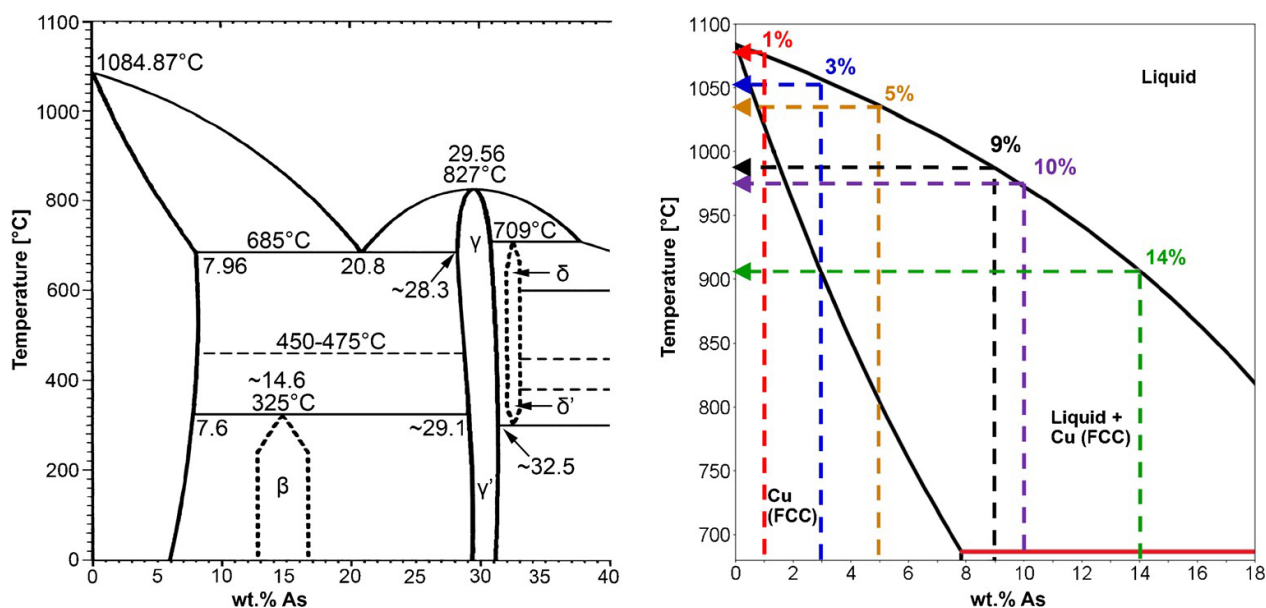 1100
1000
800
600
400
200
0
Temperature [°C]
1084.87°C
29.56
827°C
685°C
7.96
20.8
~28.3
γ
709°C
δ
450-475°C
~14.6
325°C
7.6
~29.1
δ’
~32.5
β
γ’
0
5
10
15
20
25
30
35
40
wt.% As
1100
1050
1000
950
900
850
800
750
700
Temperature [°C]
1%
3%
5%
9%
10%
14%
Liquid
Liquid +
Cu (FCC)
Cu
(FCC)
0
2
4
6
8
10
12
14
16
18
wt.% As